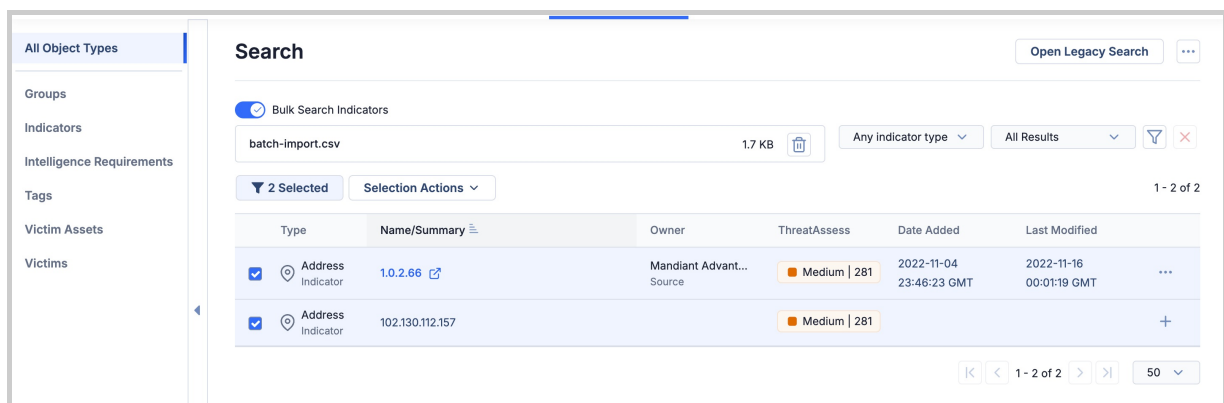 All Object Types
Groups
Indicators
Intelligence Requirements
Tags
Victim Assets
Victims
Search
Open Legacy Search
Bulk Search Indicators
batch-import.csv 1.7 KB
Any indicator type
All Results
2 Selected
Selection Actions
1 - 2 of 2
Type Name/Summary Owner ThreatAssess Date Added Last Modified
Address Mandiant Advant... 2022-11-04 2022-11-16
1.0.2.66 Medium | 281
Indicator Source 23:46:23 GMT 00:01:19 GMT
Address
102.130.112.157 Medium | 281
Indicator
1 - 2 of 2 50